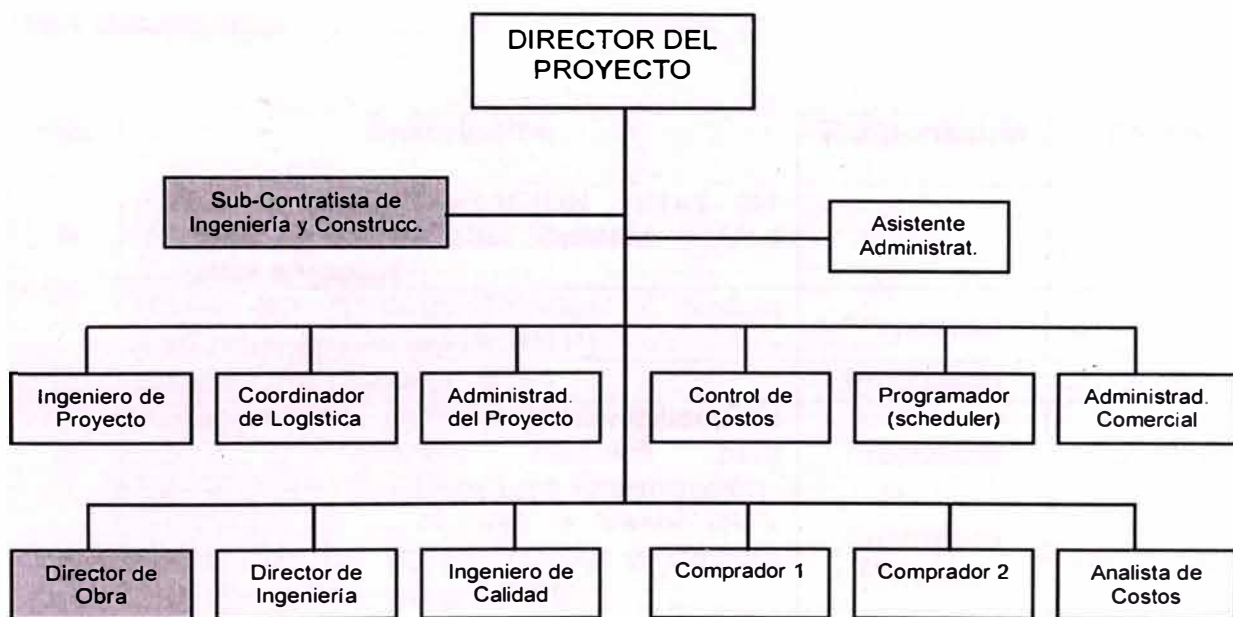 DIRECTOR DEL
PROYECTO
Sub-Contratista de
Ingeniería y Construcc.
Asistente
Administrat.
Ingeniero de
Proyecto
Coordinador
de Logística
Administrad.
del Proyecto
Control de
Costos
Programador
(scheduler)
Administrad.
Comercial
Director de
Obra
Director de
Ingeniería
Ingeniero de
Calidad
Comprador 1
Comprador 2
Analista de
Costos